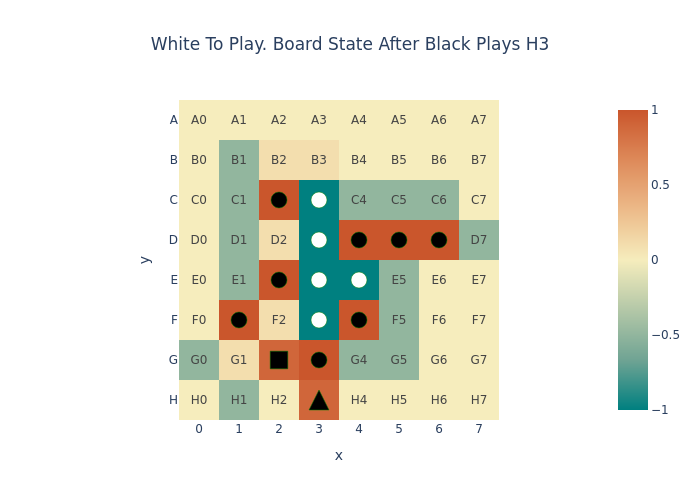 White To Play. Board State After Black Plays H3
A A0 A1 A2 A3 A4 A5 A6 A7
B B0 B1 B2 B3 B4 B5 B6 B7
C C0 C1 C4 C5 C6 C7
D D0 D1 D2 D7
E E0 E1 E5 E6 E7
F F0 F2 F5 F6 F7
G G0 G1 G4 G5 G6 G7
H H0 H1 H2 H4 H5 H6 H7
0 1 2 3 4 5 6 7
x
y
1
0.5
0
−0.5
−1